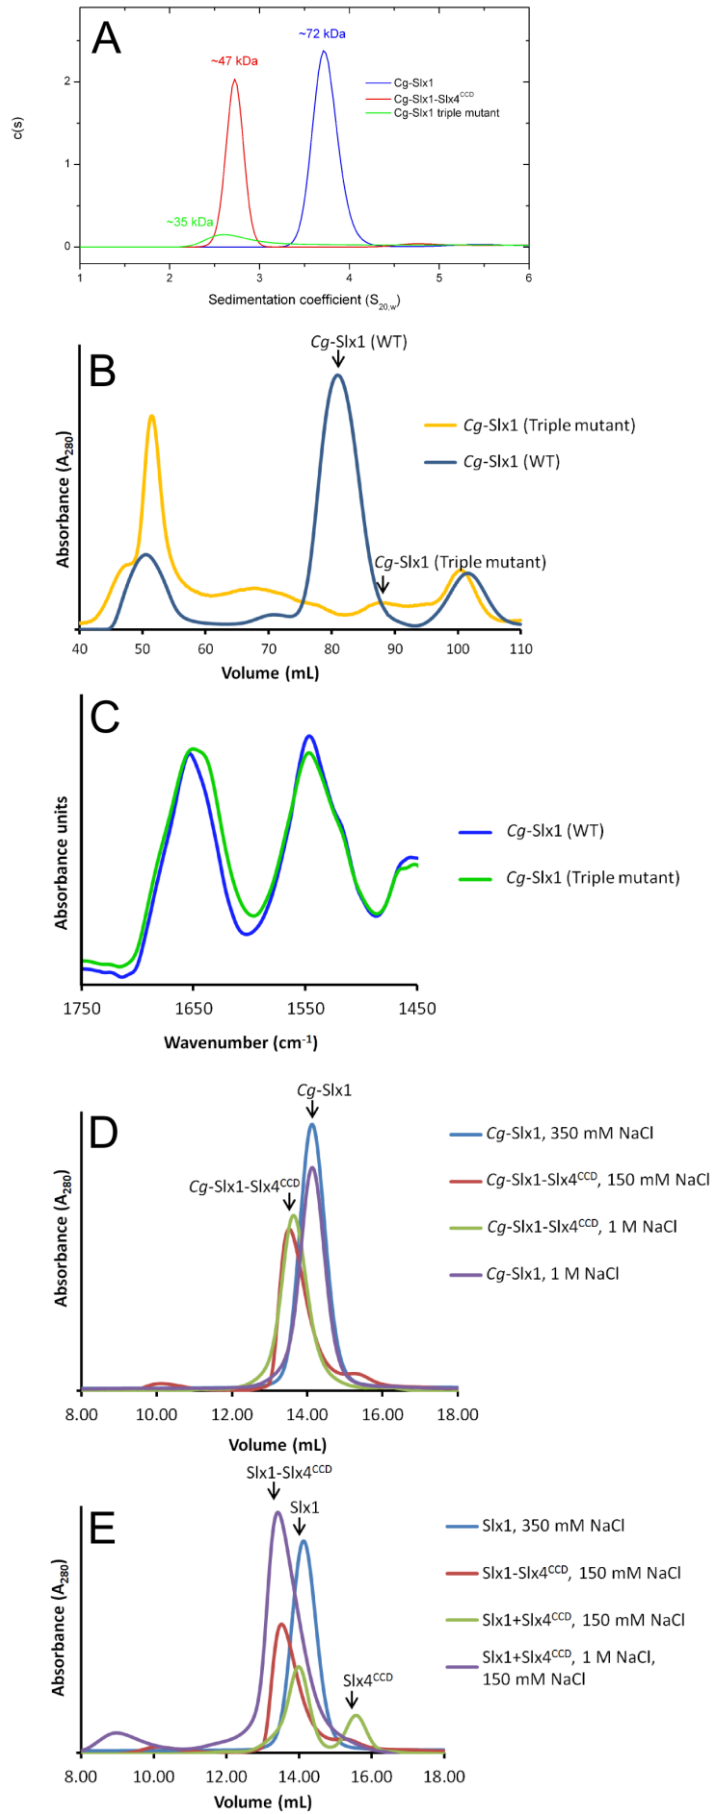 A
~72 kDa
~47 kDa
~35 kDa
Cg-Slx1
Cg-Slx1-Slx4CCD
Cg-Slx1 triple mutant
c(s)
2
1
0
1 2 3 4 5 6
Sedimentation coefficient (S20,w)
B
Cg-Slx1 (WT)
Cg-Slx1 (Triple mutant)
Cg-Slx1 (WT)
Cg-Slx1 (Triple mutant)
Absorbance (A280)
40 50 60 70 80 90 100 110
Volume (mL)
C
Cg-Slx1 (WT)
Cg-Slx1 (Triple mutant)
Absorbance units
1750 1650 1550 1450
Wavenumber (cm-1)
D
Cg-Slx1
Cg-Slx1-Slx4CCD
Cg-Slx1, 350 mM NaCl
Cg-Slx1-Slx4CCD, 150 mM NaCl
Cg-Slx1-Slx4CCD, 1 M NaCl
Cg-Slx1, 1 M NaCl
Absorbance (A280)
8.00 10.00 12.00 14.00 16.00 18.00
Volume (mL)
E
Slx1-Slx4CCD
Slx1
Slx4CCD
Slx1, 350 mM NaCl
Slx1-Slx4CCD, 150 mM NaCl
Slx1+Slx4CCD, 150 mM NaCl
Slx1+Slx4CCD, 1 M NaCl,
150 mM NaCl
Absorbance (A280)
8.00 10.00 12.00 14.00 16.00 18.00
Volume (mL)